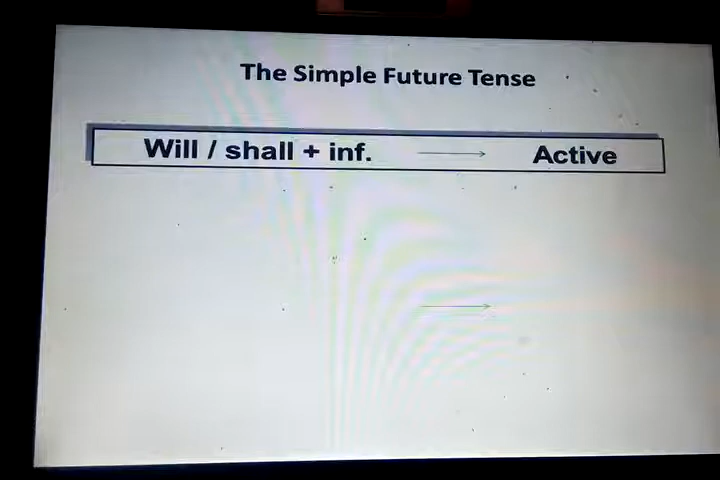 The Simple Future Tense
Will / shall + inf. → Active
→